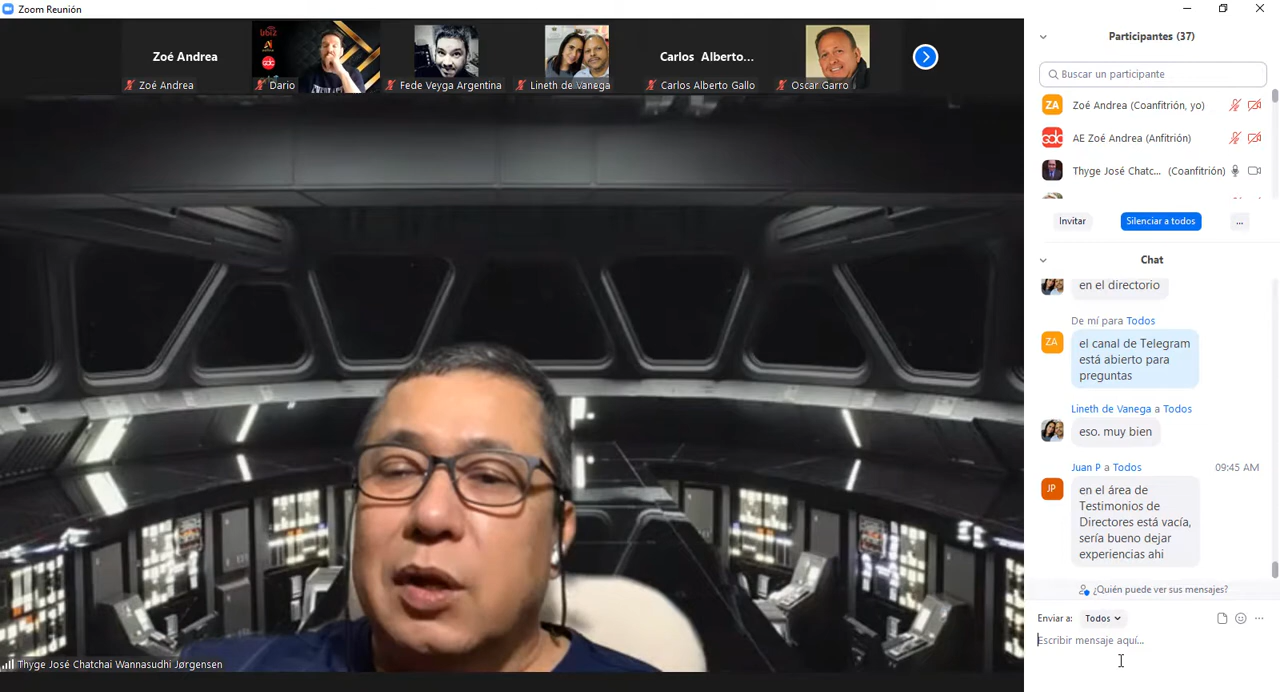 Zoom Reunión
Zoé Andrea
Zoé Andrea
Dario
Fede Veyga Argentina
Lineth de Vanega
Carlos Alberto...
Carlos Alberto Gallo
Oscar Garro
Thyge José Chatchai Wannasudhi Jørgensen
Participantes (37)
Buscar un participante
ZA
Zoé Andrea (Coanfitrión, yo)
AE Zoé Andrea (Anfitrión)
Thyge José Chatc... (Coanfitrión)
Invitar
Silenciar a todos
...
Chat
en el directorio
De mí para Todos
ZA
el canal de Telegram
está abierto para
preguntas
Lineth de Vanega a Todos
eso. muy bien
Juan P a Todos 09:45 AM
JP
en el área de
Testimonios de
Directores está vacía,
sería bueno dejar
experiencias ahi
¿Quién puede ver sus mensajes?
Enviar a: Todos
Escribir mensaje aquí...